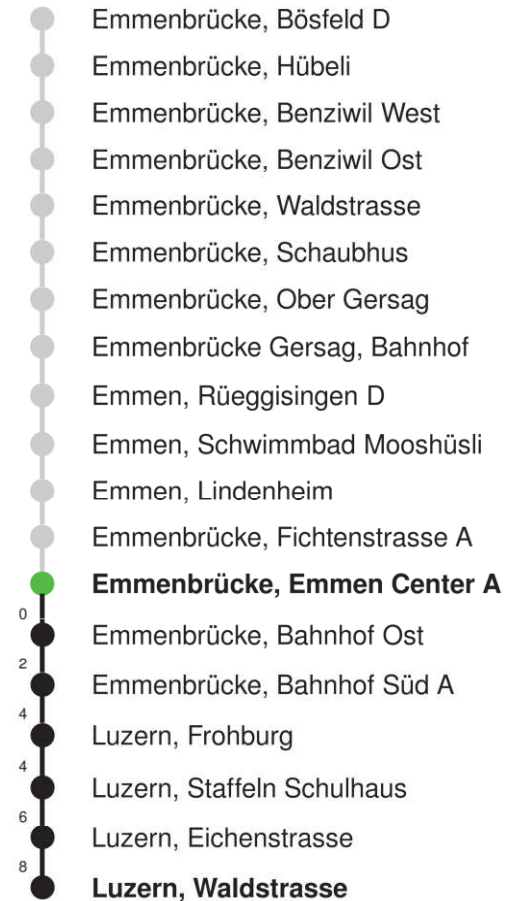 Emmenbrücke, Bösfeld D
Emmenbrücke, Hübeli
Emmenbrücke, Benziwil West
Emmenbrücke, Benziwil Ost
Emmenbrücke, Waldstrasse
Emmenbrücke, Schaubhus
Emmenbrücke, Ober Gersag
Emmenbrücke Gersag, Bahnhof
Emmen, Rüeggisingen D
Emmen, Schwimmbad Mooshüsli
Emmen, Lindenheim
Emmenbrücke, Fichtenstrasse A
Emmenbrücke, Emmen Center A
0
Emmenbrücke, Bahnhof Ost
2
Emmenbrücke, Bahnhof Süd A
4
Luzern, Frohburg
4
Luzern, Staffeln Schulhaus
6
Luzern, Eichenstrasse
8
Luzern, Waldstrasse